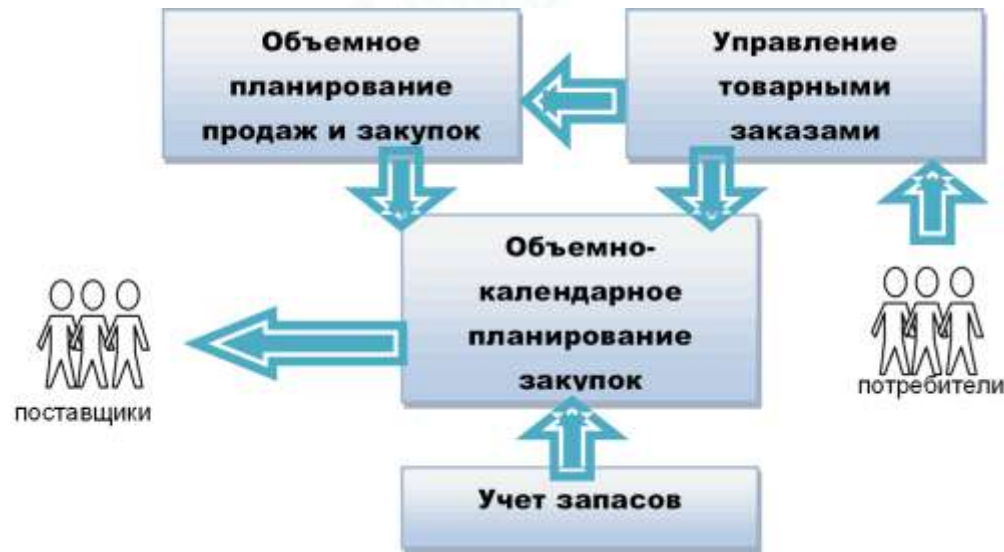 Объемное
планирование
продаж и закупок
Управление
товарными
заказами
Объемно-
календарное
планирование
закупок
поставщики
потребители
Учет запасов